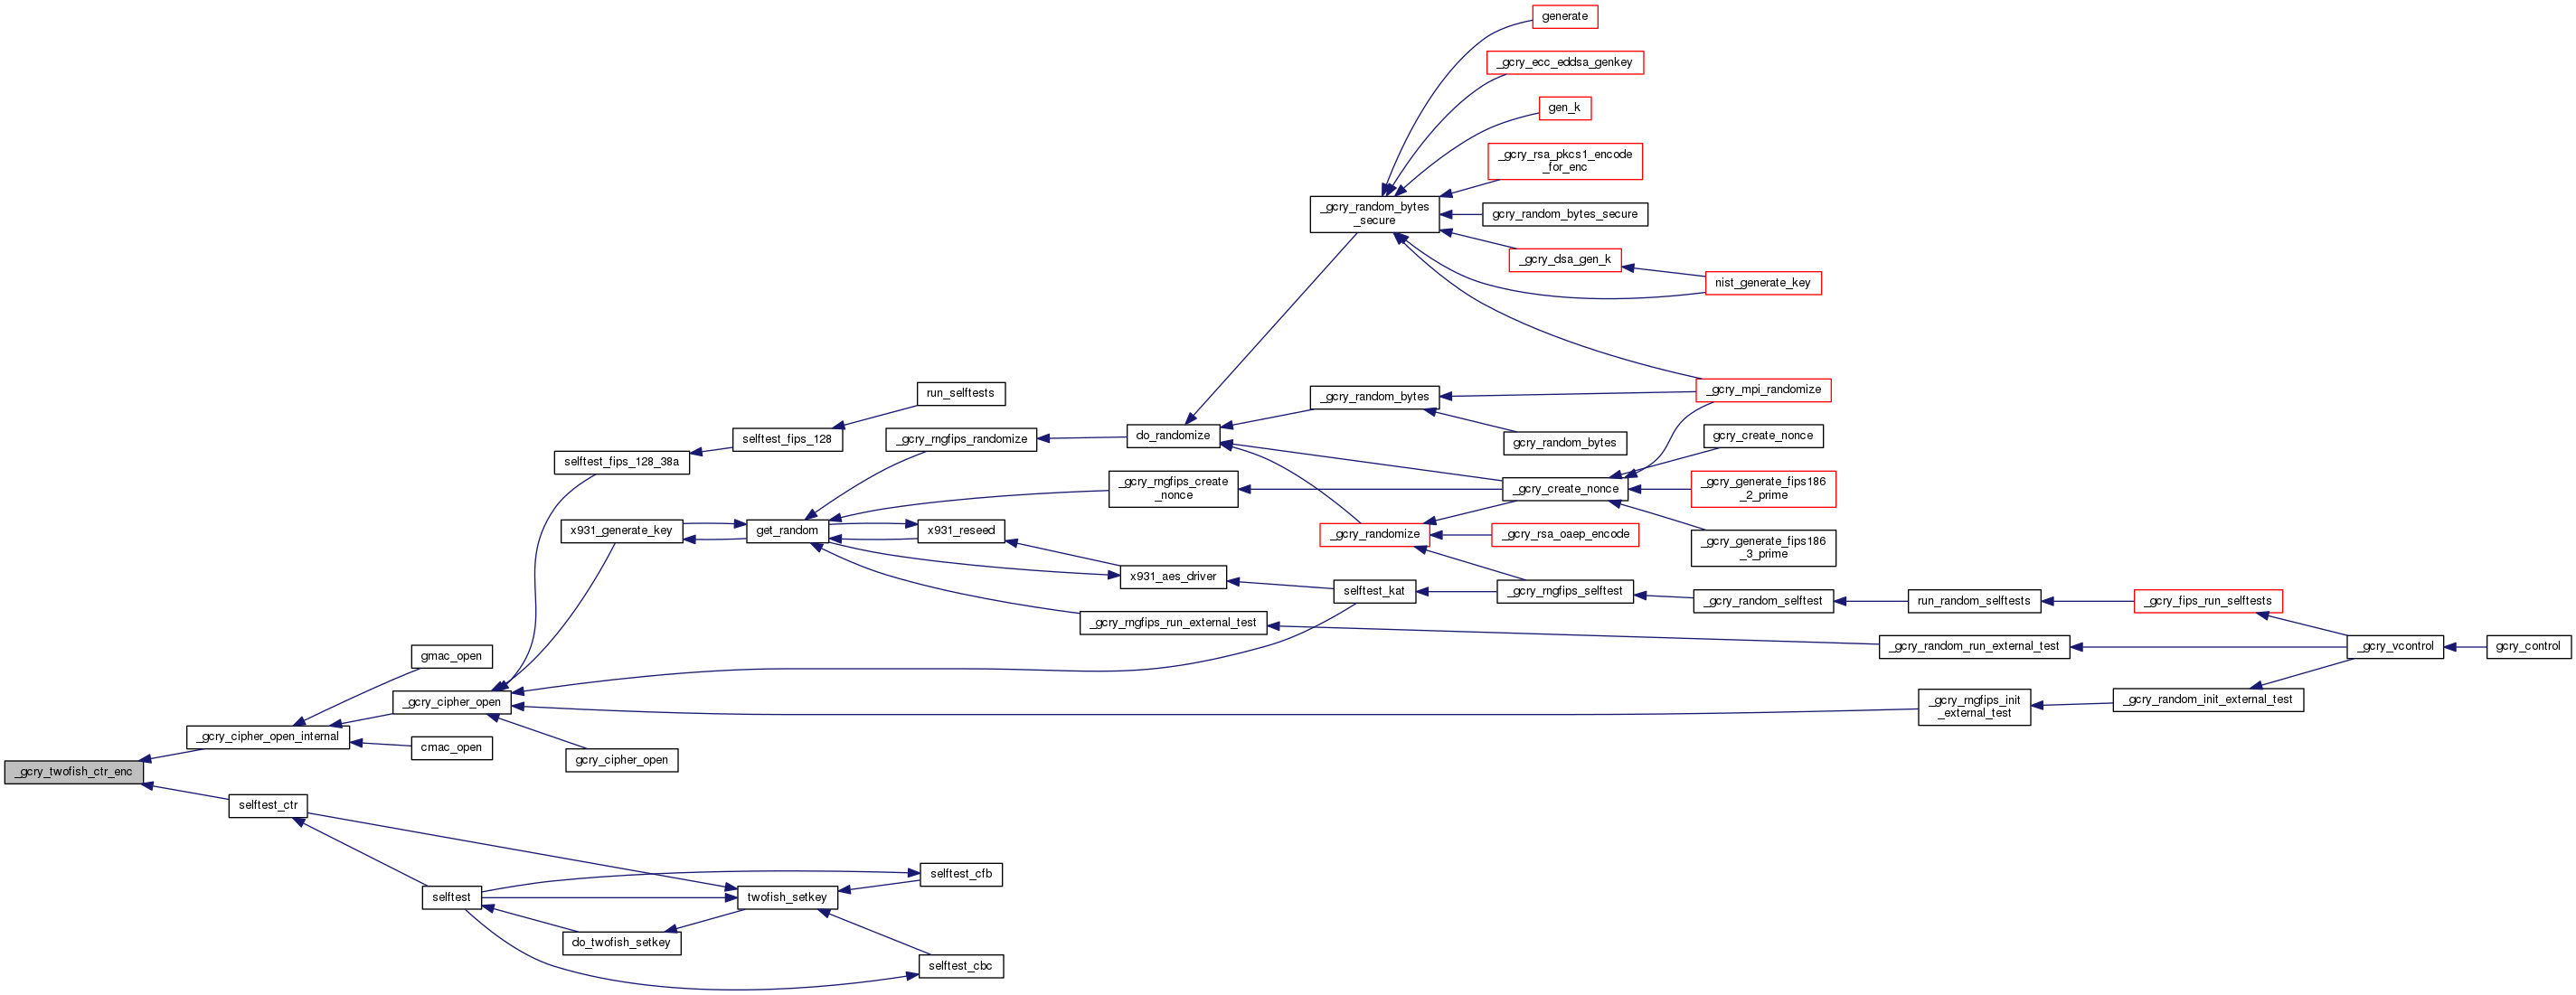 generate
_gcry_ecc_eddsa_genkey
gen_k
_gcry_rsa_pkcs1_encode
_for_enc
_gcry_random_bytes
_secure
gcry_random_bytes_secure
_gcry_dsa_gen_k
nist_generate_key
run_selftests
_gcry_random_bytes
_gcry_mpi_randomize
selftest_fips_128
_gcry_rngfips_randomize
do_randomize
gcry_random_bytes
gcry_create_nonce
selftest_fips_128_38a
_gcry_rngfips_create
_nonce
_gcry_create_nonce
_gcry_generate_fips186
_2_prime
x931_generate_key
get_random
x931_reseed
_gcry_randomize
_gcry_rsa_oaep_encode
_gcry_generate_fips186
_3_prime
x931_aes_driver
selftest_kat
_gcry_rngfips_selftest
_gcry_random_selftest
run_random_selftests
_gcry_fips_run_selftests
_gcry_rngfips_run_external_test
_gcry_random_run_external_test
_gcry_vcontrol
gcry_control
gmac_open
_gcry_cipher_open
_gcry_rngfips_init
_external_test
_gcry_random_init_external_test
_gcry_cipher_open_internal
cmac_open
gcry_cipher_open
_gcry_twofish_ctr_enc
selftest_ctr
selftest_cfb
selftest
twofish_setkey
do_twofish_setkey
selftest_cbc